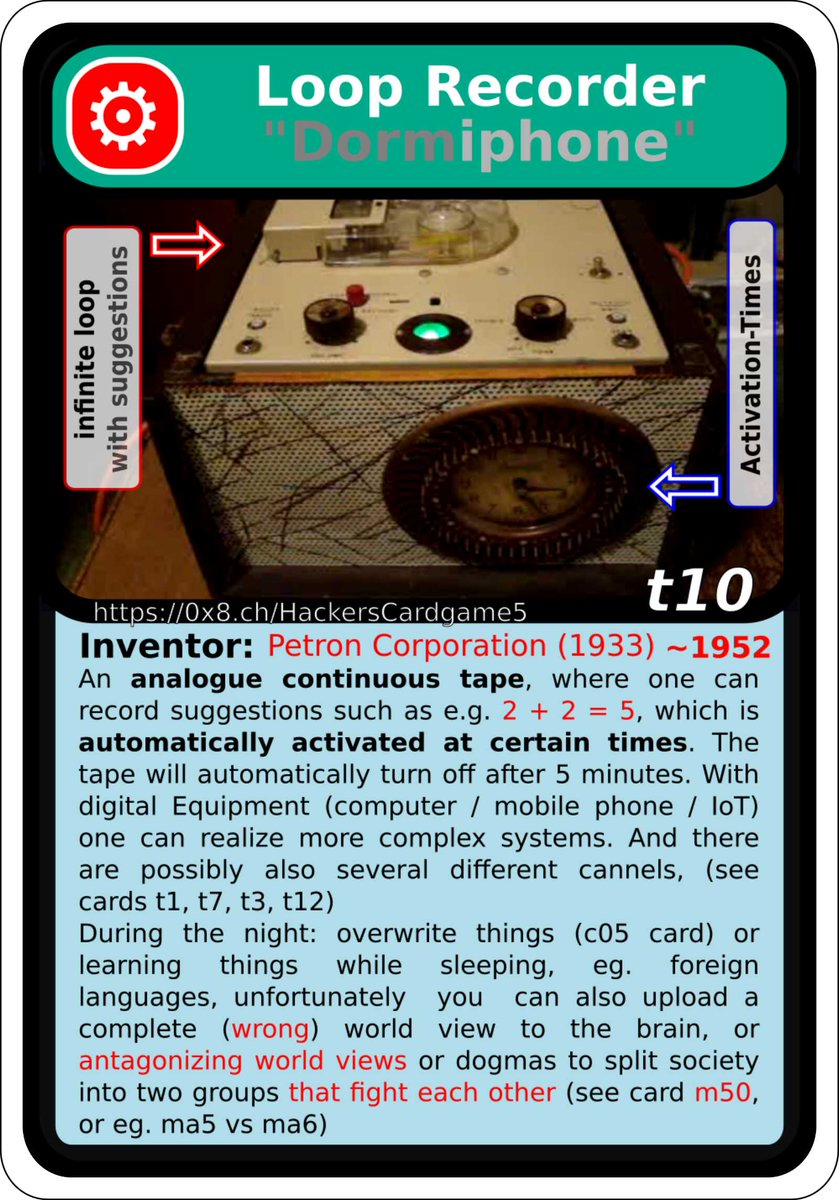 Loop Recorder
"Dormiphone"
infinite loop
with suggestions
Activation-Times
t10
https://0x8.ch/HackersCardgame5
Inventor: Petron Corporation (1933) ~1952
An analogue continuous tape, where one can
record suggestions such as e.g. 2 + 2 = 5, which is
automatically activated at certain times. The
tape will automatically turn off after 5 minutes. With
digital Equipment (computer / mobile phone / IoT)
one can realize more complex systems. And there
are possibly also several different cannels, (see
cards t1, t7, t3, t12)
During the night: overwrite things (c05 card) or
learning things while sleeping, eg. foreign
languages, unfortunately you can also upload a
complete (wrong) world view to the brain, or
antagonizing world views or dogmas to split society
into two groups that fight each other (see card m50,
or eg. ma5 vs ma6)